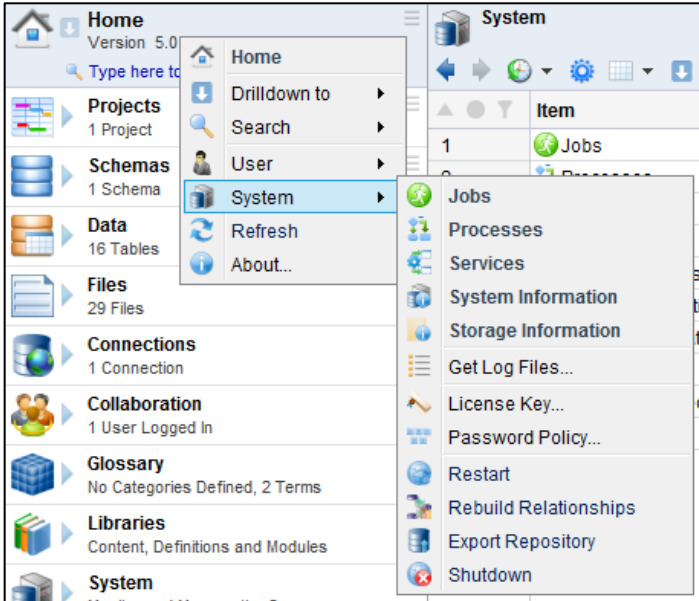 Home
Version 5.0
Type here to
Projects
1 Project
Schemas
1 Schema
Data
16 Tables
Files
29 Files
Connections
1 Connection
Collaboration
1 User Logged In
Glossary
No Categories Defined, 2 Terms
Libraries
Content, Definitions and Modules
System
Home
Drilldown to
Search
User
System
Refresh
About...
System
Item
1
Jobs
Jobs
Processes
Services
System Information
Storage Information
Get Log Files...
License Key...
Password Policy...
Restart
Rebuild Relationships
Export Repository
Shutdown